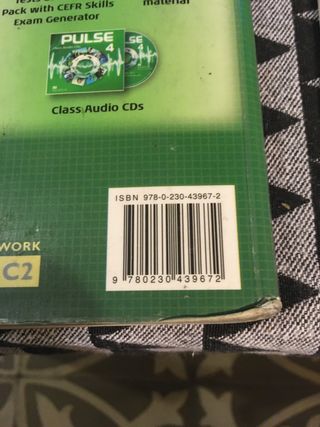 Pack with CEFR Skills
Exam Generator
material
PULSE
4
Class Audio CDs
ISBN 978-0-230-43967-2
9 780230 439672
WORK
C2